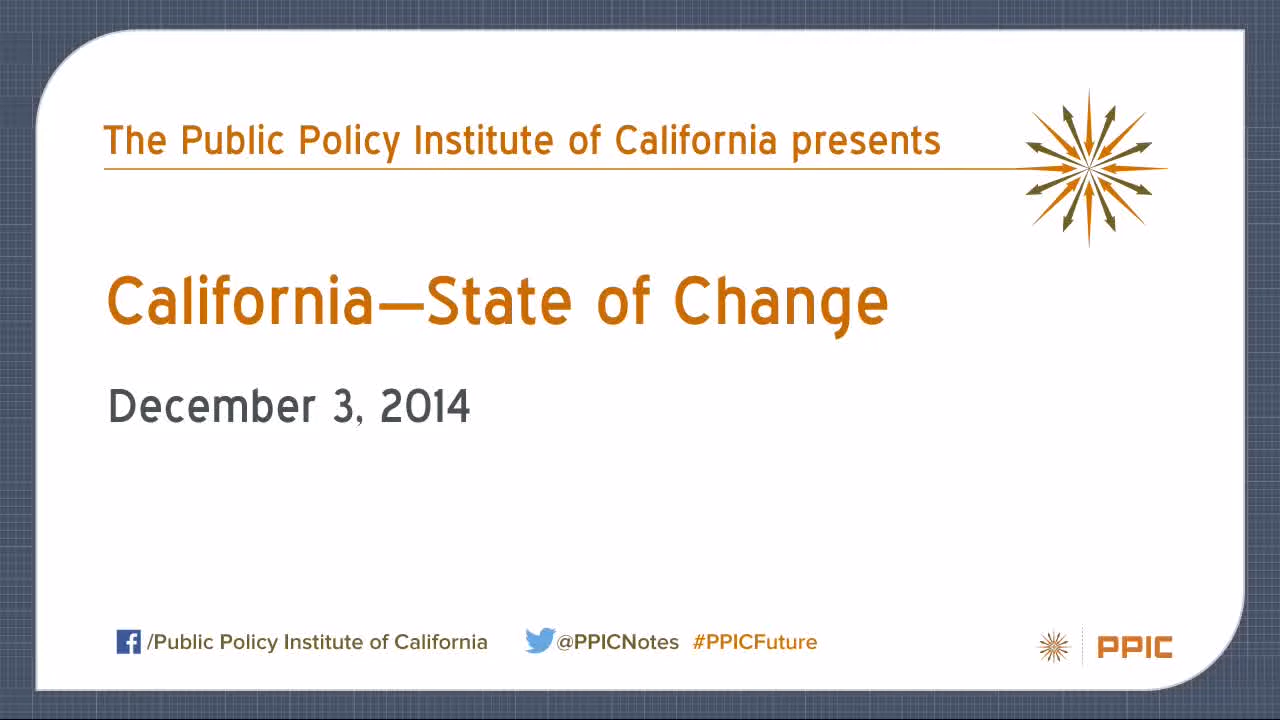 The Public Policy Institute of California presents
California—State of Change
December 3, 2014
/Public Policy Institute of California @PPICNotes #PPICFuture
PPIC